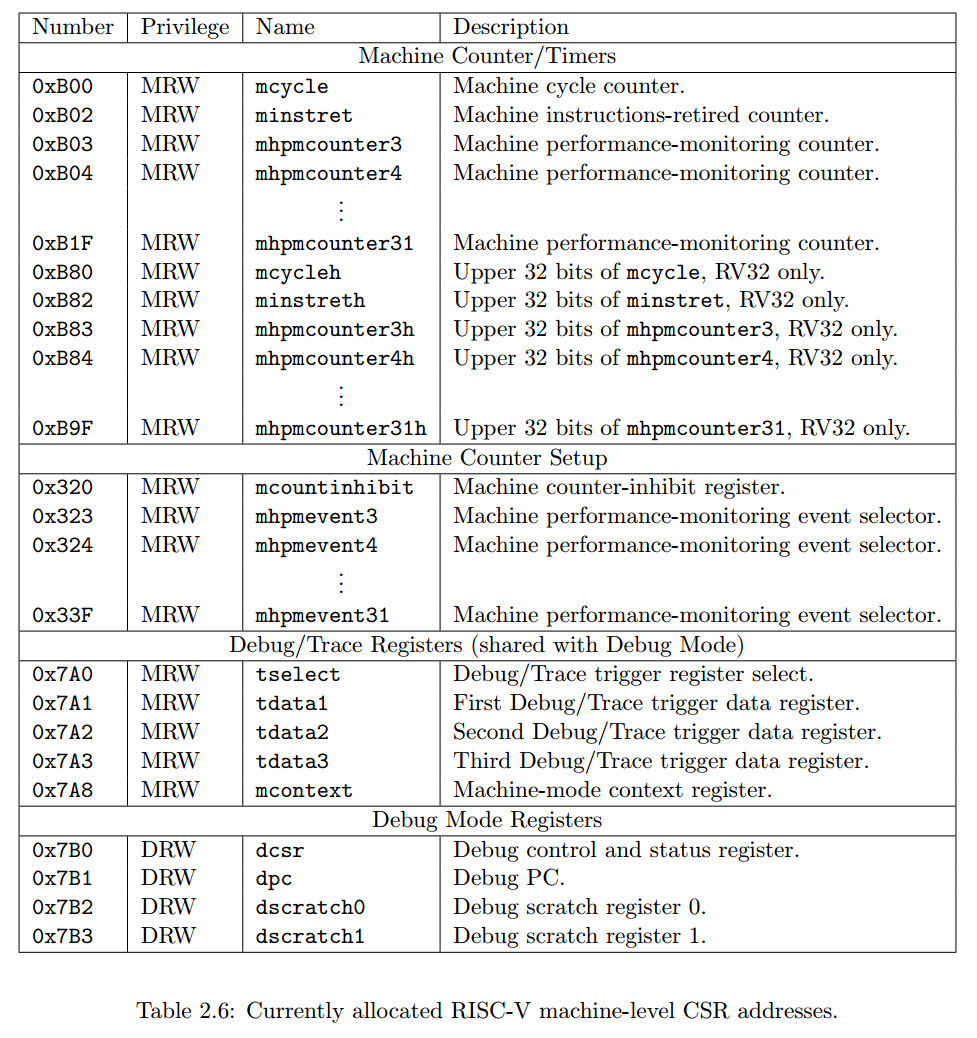 Number Privilege Name Description
Machine Counter/Timers
0xB00 MRW mcycle Machine cycle counter.
0xB02 MRW minstret Machine instructions-retired counter.
0xB03 MRW mhpmcounter3 Machine performance-monitoring counter.
0xB04 MRW mhpmcounter4 Machine performance-monitoring counter.
⋮
0xB1F MRW mhpmcounter31 Machine performance-monitoring counter.
0xB80 MRW mcycleh Upper 32 bits of mcycle, RV32 only.
0xB82 MRW minstreth Upper 32 bits of minstret, RV32 only.
0xB83 MRW mhpmcounter3h Upper 32 bits of mhpmcounter3, RV32 only.
0xB84 MRW mhpmcounter4h Upper 32 bits of mhpmcounter4, RV32 only.
⋮
0xB9F MRW mhpmcounter31h Upper 32 bits of mhpmcounter31, RV32 only.
Machine Counter Setup
0x320 MRW mcountinhibit Machine counter-inhibit register.
0x323 MRW mhpmevent3 Machine performance-monitoring event selector.
0x324 MRW mhpmevent4 Machine performance-monitoring event selector.
⋮
0x33F MRW mhpmevent31 Machine performance-monitoring event selector.
Debug/Trace Registers (shared with Debug Mode)
0x7A0 MRW tselect Debug/Trace trigger register select.
0x7A1 MRW tdata1 First Debug/Trace trigger data register.
0x7A2 MRW tdata2 Second Debug/Trace trigger data register.
0x7A3 MRW tdata3 Third Debug/Trace trigger data register.
0x7A8 MRW mcontext Machine-mode context register.
Debug Mode Registers
0x7B0 DRW dcsr Debug control and status register.
0x7B1 DRW dpc Debug PC.
0x7B2 DRW dscratch0 Debug scratch register 0.
0x7B3 DRW dscratch1 Debug scratch register 1.
Table 2.6: Currently allocated RISC-V machine-level CSR addresses.